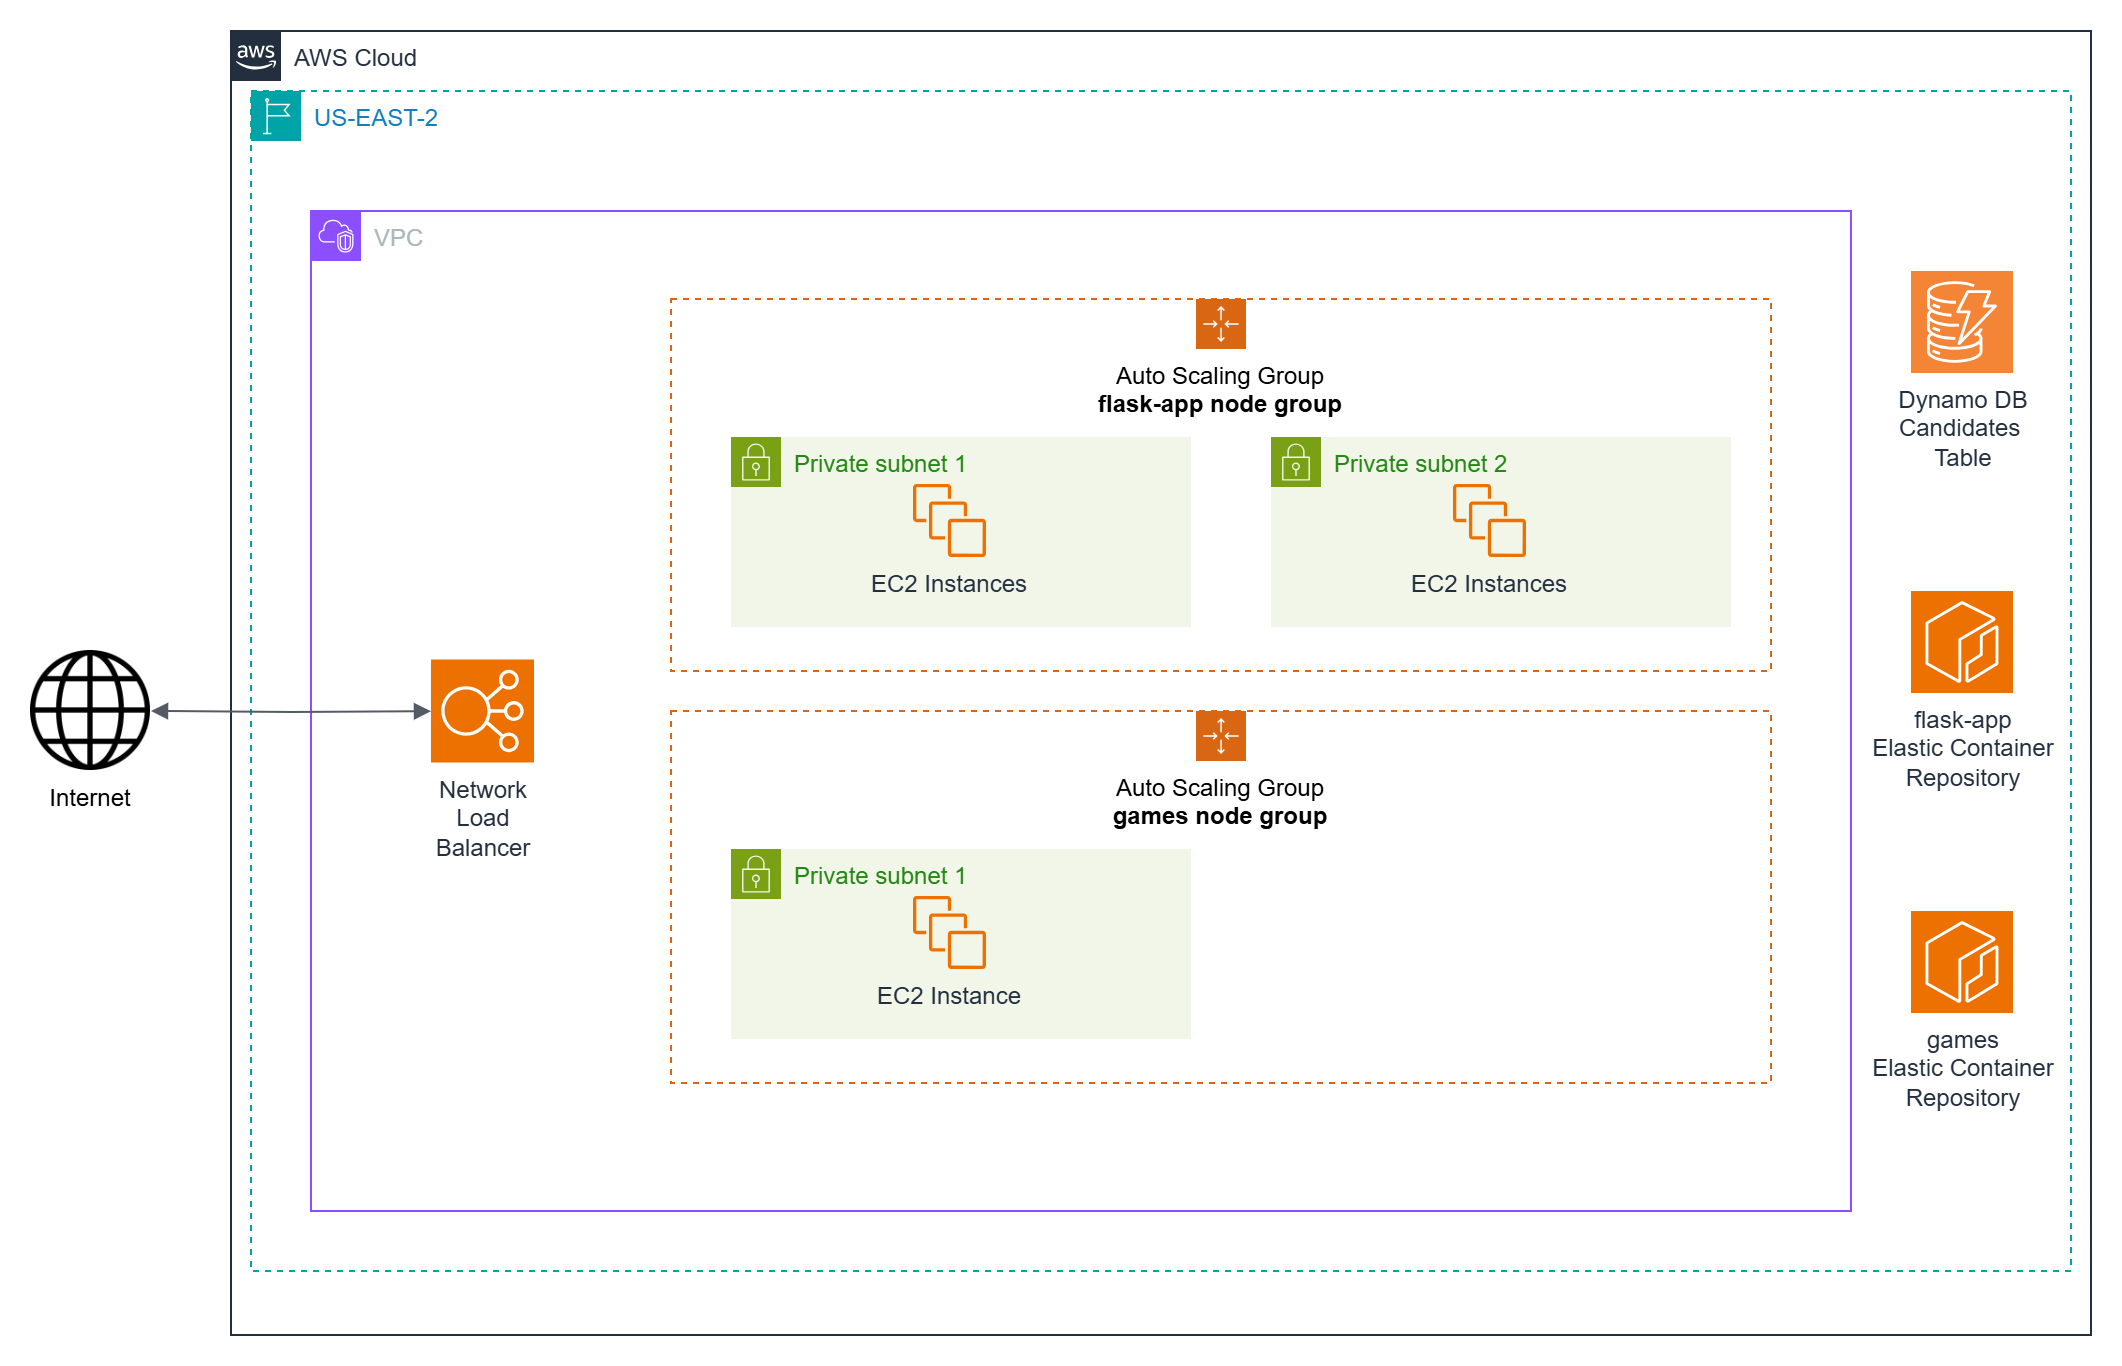 aws
AWS Cloud
US-EAST-2
VPC
Auto Scaling Group
flask-app node group
Private subnet 1
EC2 Instances
Private subnet 2
EC2 Instances
Internet
Network
Load
Balancer
Auto Scaling Group
games node group
Private subnet 1
EC2 Instance
Dynamo DB
Candidates
Table
flask-app
Elastic Container
Repository
games
Elastic Container
Repository